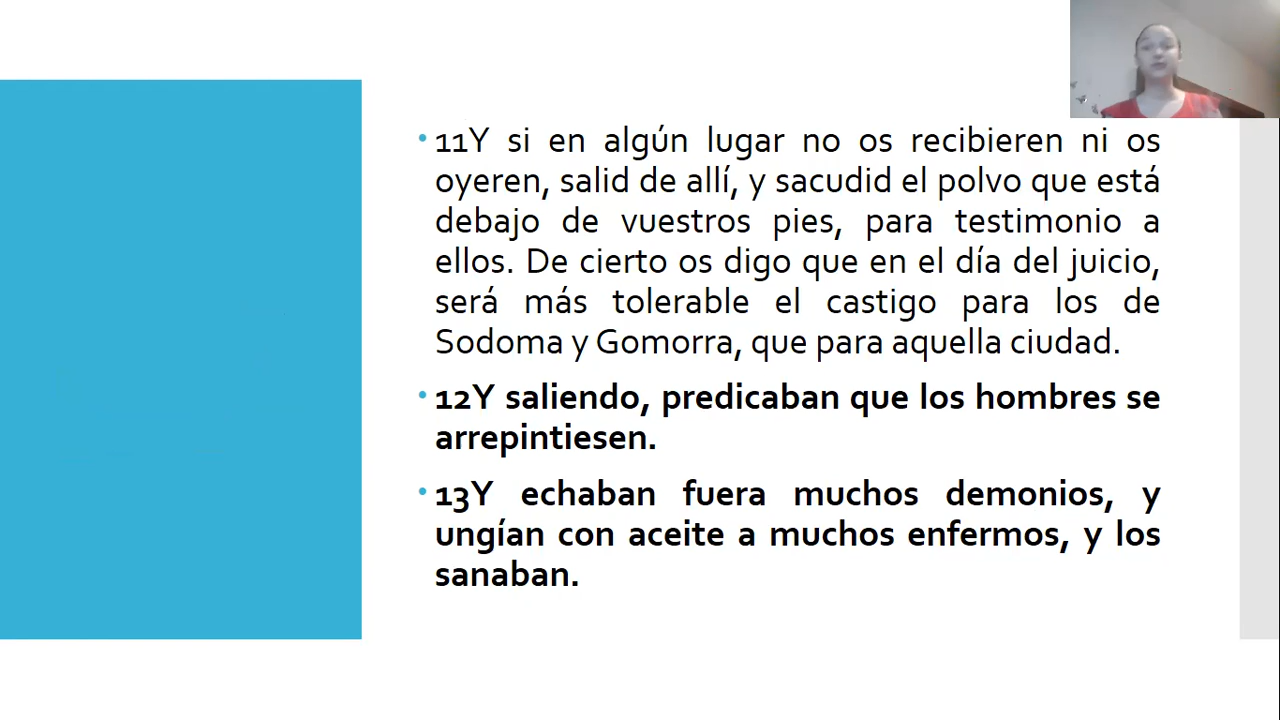 11Y si en algún lugar no os recibieren ni os
oyeren, salid de allí, y sacudid el polvo que está
debajo de vuestros pies, para testimonio a
ellos. De cierto os digo que en el día del juicio,
será más tolerable el castigo para los de
Sodoma y Gomorra, que para aquella ciudad.
12Y saliendo, predicaban que los hombres se
arrepintiesen.
13Y echaban fuera muchos demonios, y
ungían con aceite a muchos enfermos, y los
sanaban.